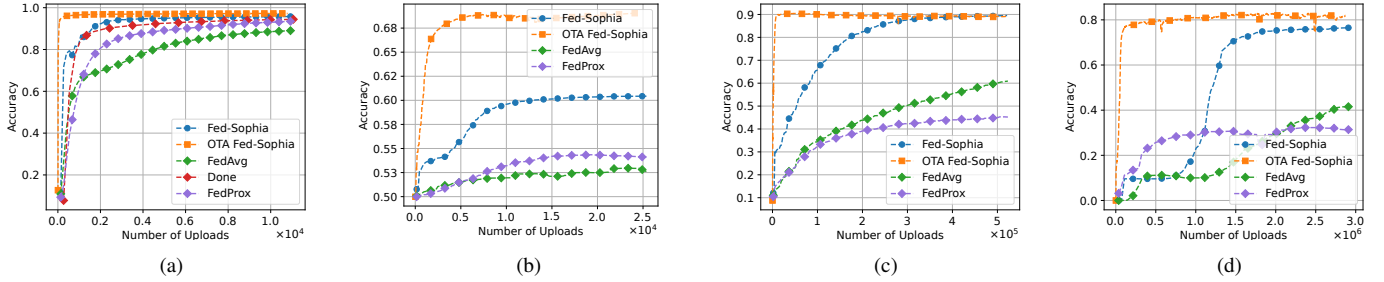 1.0
0.8
0.6
0.4
0.2
Accuracy
Fed-Sophia
OTA Fed-Sophia
FedAvg
Done
FedProx
0.0 0.2 0.4 0.6 0.8 1.0
Number of Uploads ×10⁴
(a)
0.68
0.65
0.62
0.60
0.58
0.55
0.53
0.50
Accuracy
Fed-Sophia
OTA Fed-Sophia
FedAvg
FedProx
0.0 0.5 1.0 1.5 2.0 2.5
Number of Uploads ×10⁴
(b)
0.9
0.8
0.7
0.6
0.5
0.4
0.3
0.2
0.1
Accuracy
Fed-Sophia
OTA Fed-Sophia
FedAvg
FedProx
0 1 2 3 4 5
Number of Uploads ×10⁵
(c)
0.8
0.6
0.4
0.2
0.0
Accuracy
Fed-Sophia
OTA Fed-Sophia
FedAvg
FedProx
0.0 0.5 1.0 1.5 2.0 2.5 3.0
Number of Uploads ×10⁶
(d)